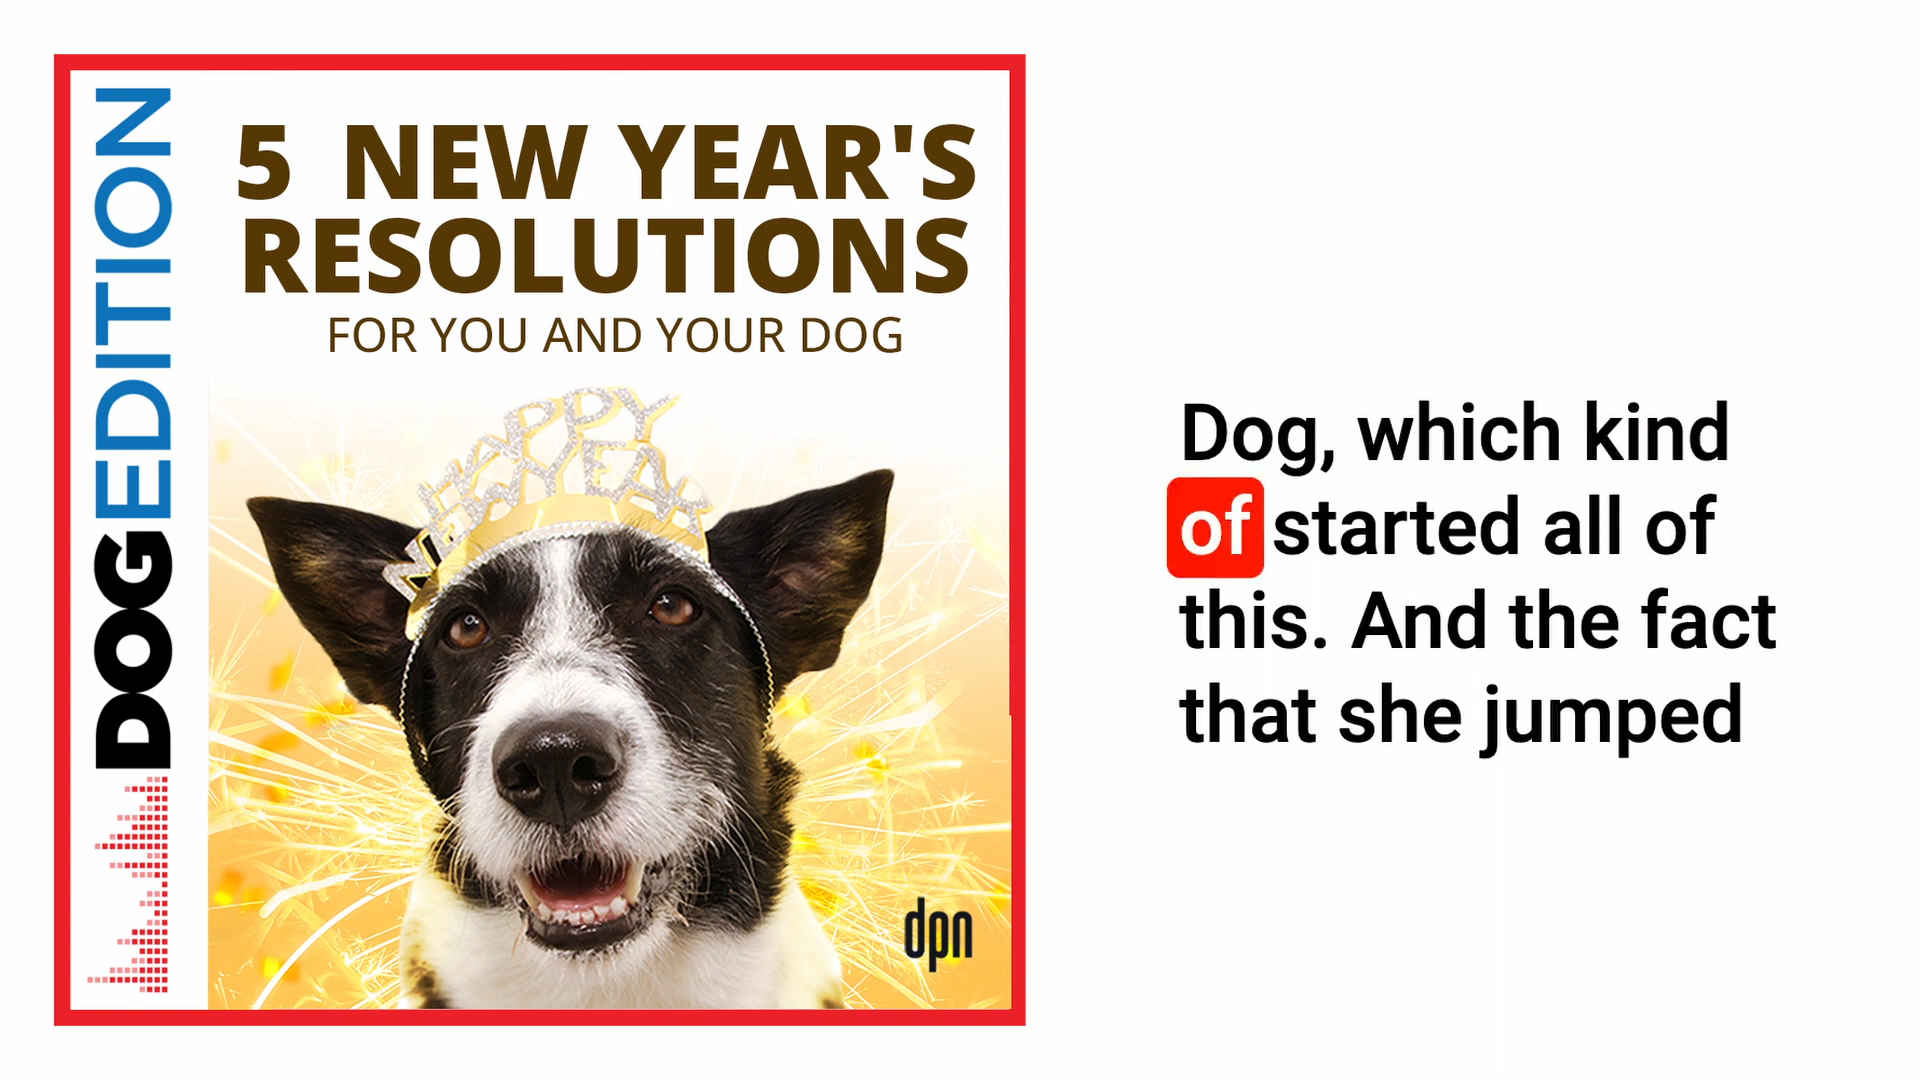 DOGEDITION
5 NEW YEAR'S
RESOLUTIONS
FOR YOU AND YOUR DOG
HAPPY
NEW YEAR
dpn
Dog, which kind
of started all of
this. And the fact
that she jumped